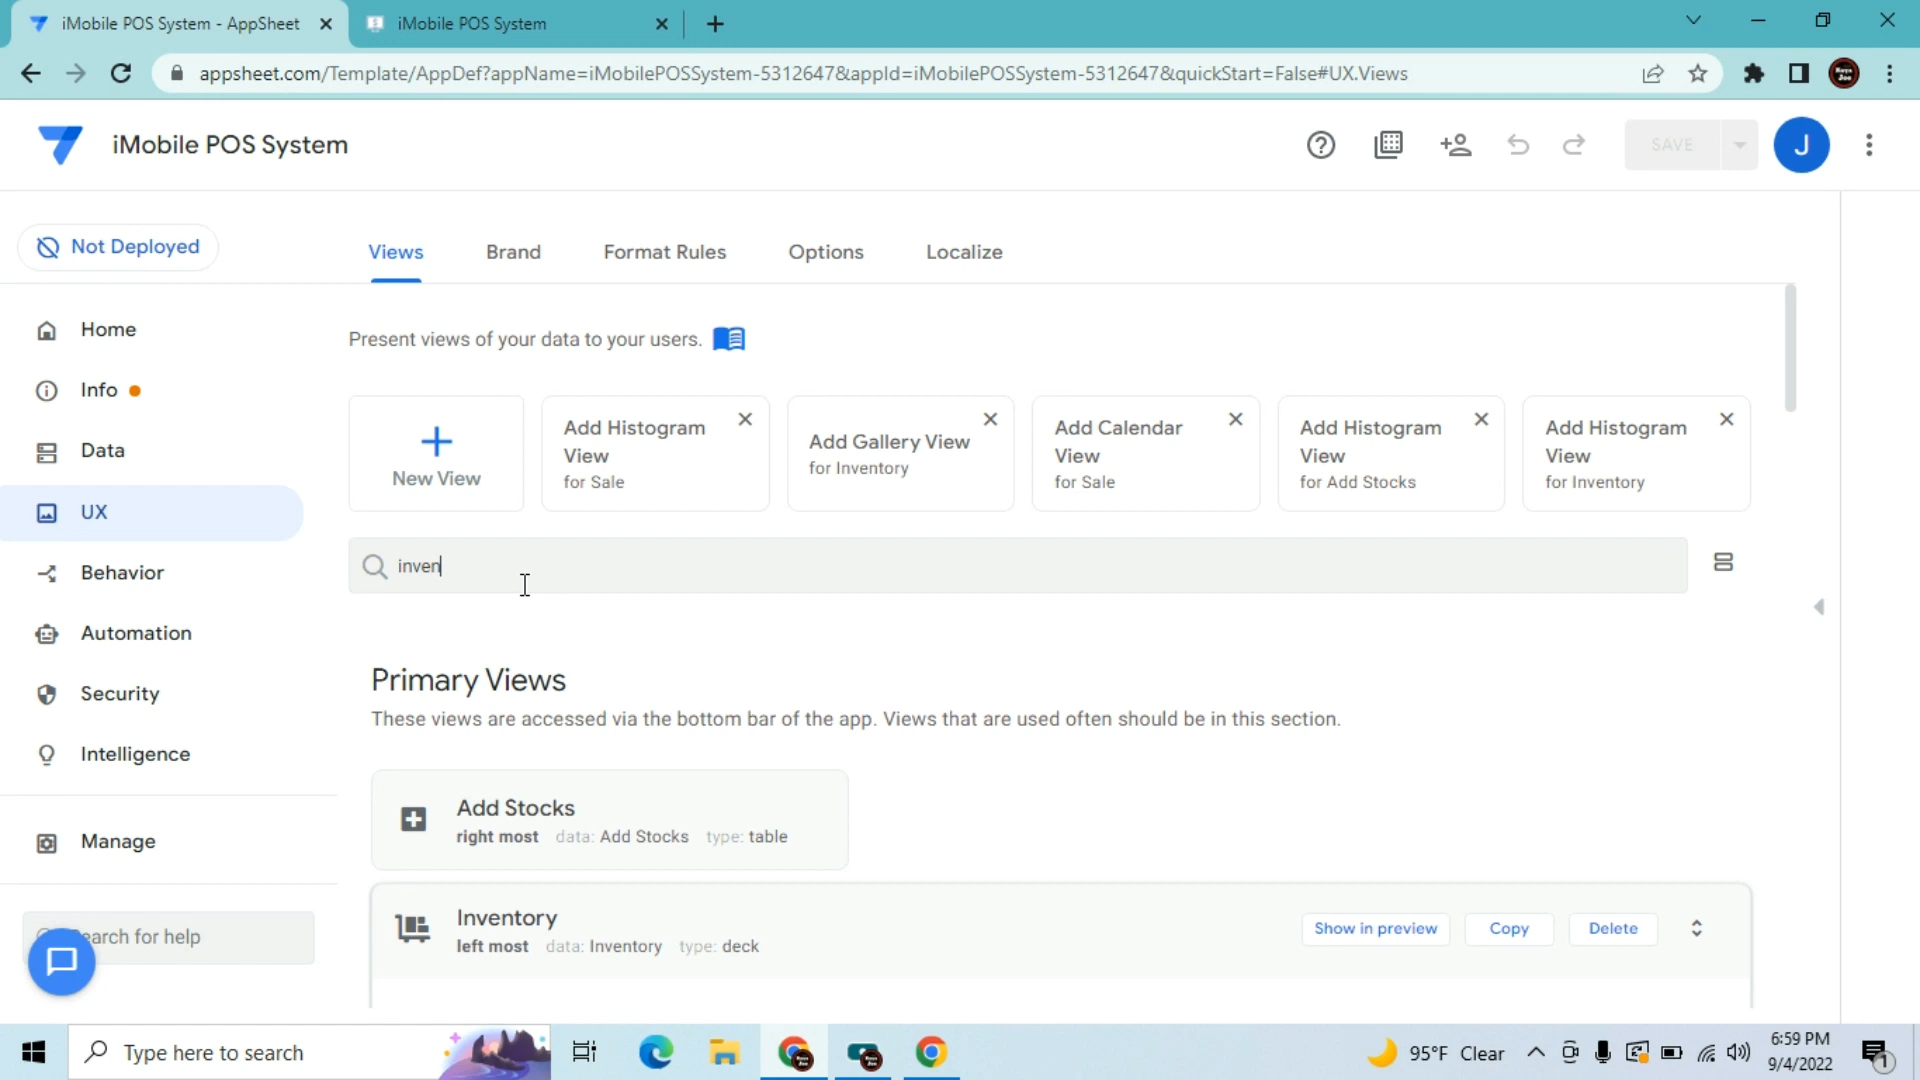 iMobile POS System - AppSheet
iMobile POS System
appsheet.com/Template/AppDef?appName=iMobilePOSSystem-5312647&appId=iMobilePOSSystem-5312647&quickStart=False#UX.Views
iMobile POS System
SAVE
J
Not Deployed
Views Brand Format Rules Options Localize
Home
Info
Data
UX
Behavior
Automation
Security
Intelligence
Manage
earch for help
Present views of your data to your users.
New View
Add Histogram
View
for Sale
Add Gallery View
for Inventory
Add Calendar
View
for Sale
Add Histogram
View
for Add Stocks
Add Histogram
View
for Inventory
inven
Primary Views
These views are accessed via the bottom bar of the app. Views that are used often should be in this section.
Add Stocks
right most data: Add Stocks type: table
Inventory
left most data: Inventory type: deck
Show in preview Copy Delete
Type here to search
95°F Clear
6:59 PM
9/4/2022
1